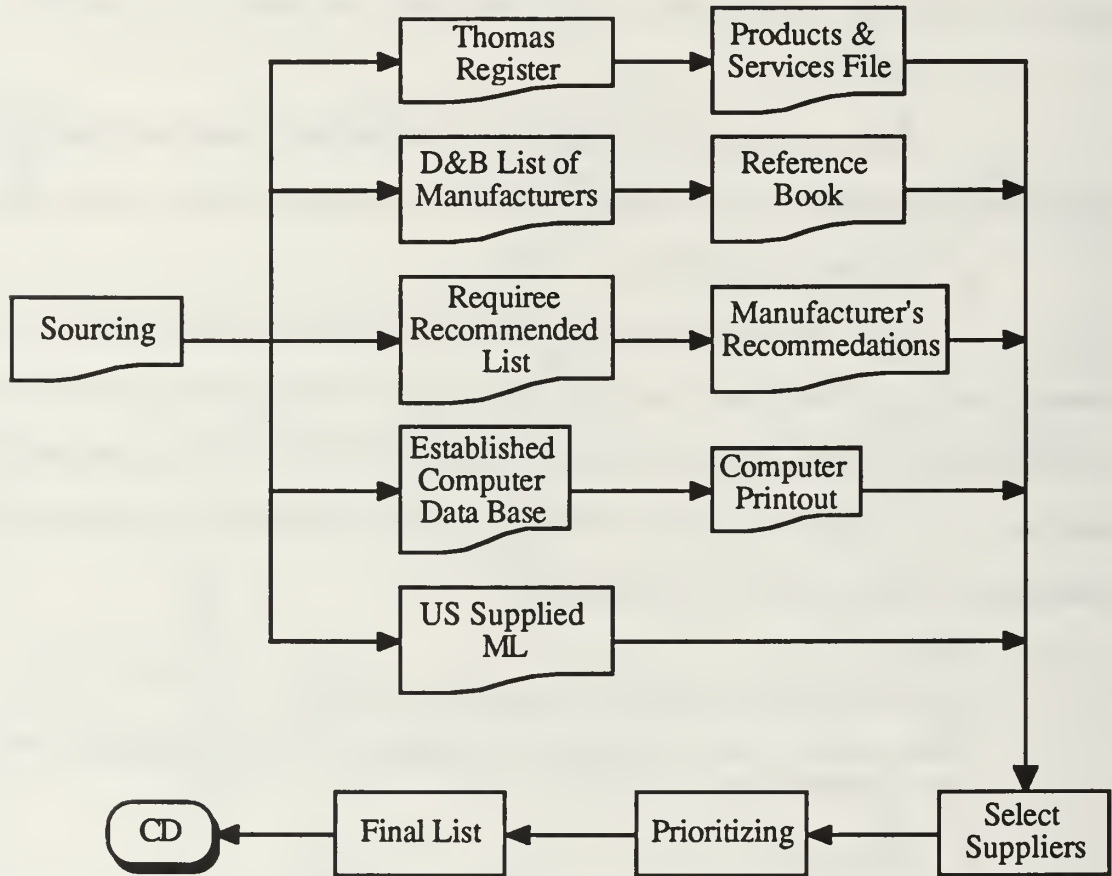 Thomas
Register
Products &
Services File
D&B List of
Manufacturers
Reference
Book
Sourcing
Requiree
Recommended
List
Manufacturer's
Recommedations
Established
Computer
Data Base
Computer
Printout
US Supplied
ML
CD
Final List
Prioritizing
Select
Suppliers